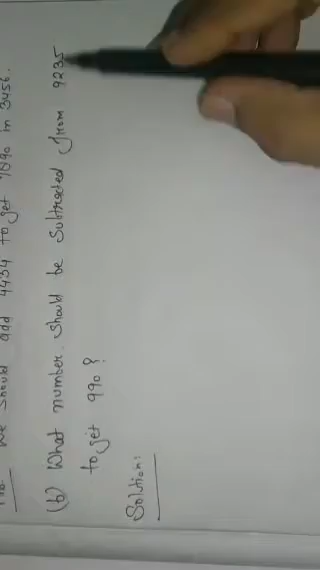 We should add 4434 to get 7890 in 3456.
(b) What number should be subtracted from 9235
to get 990?
Solution: